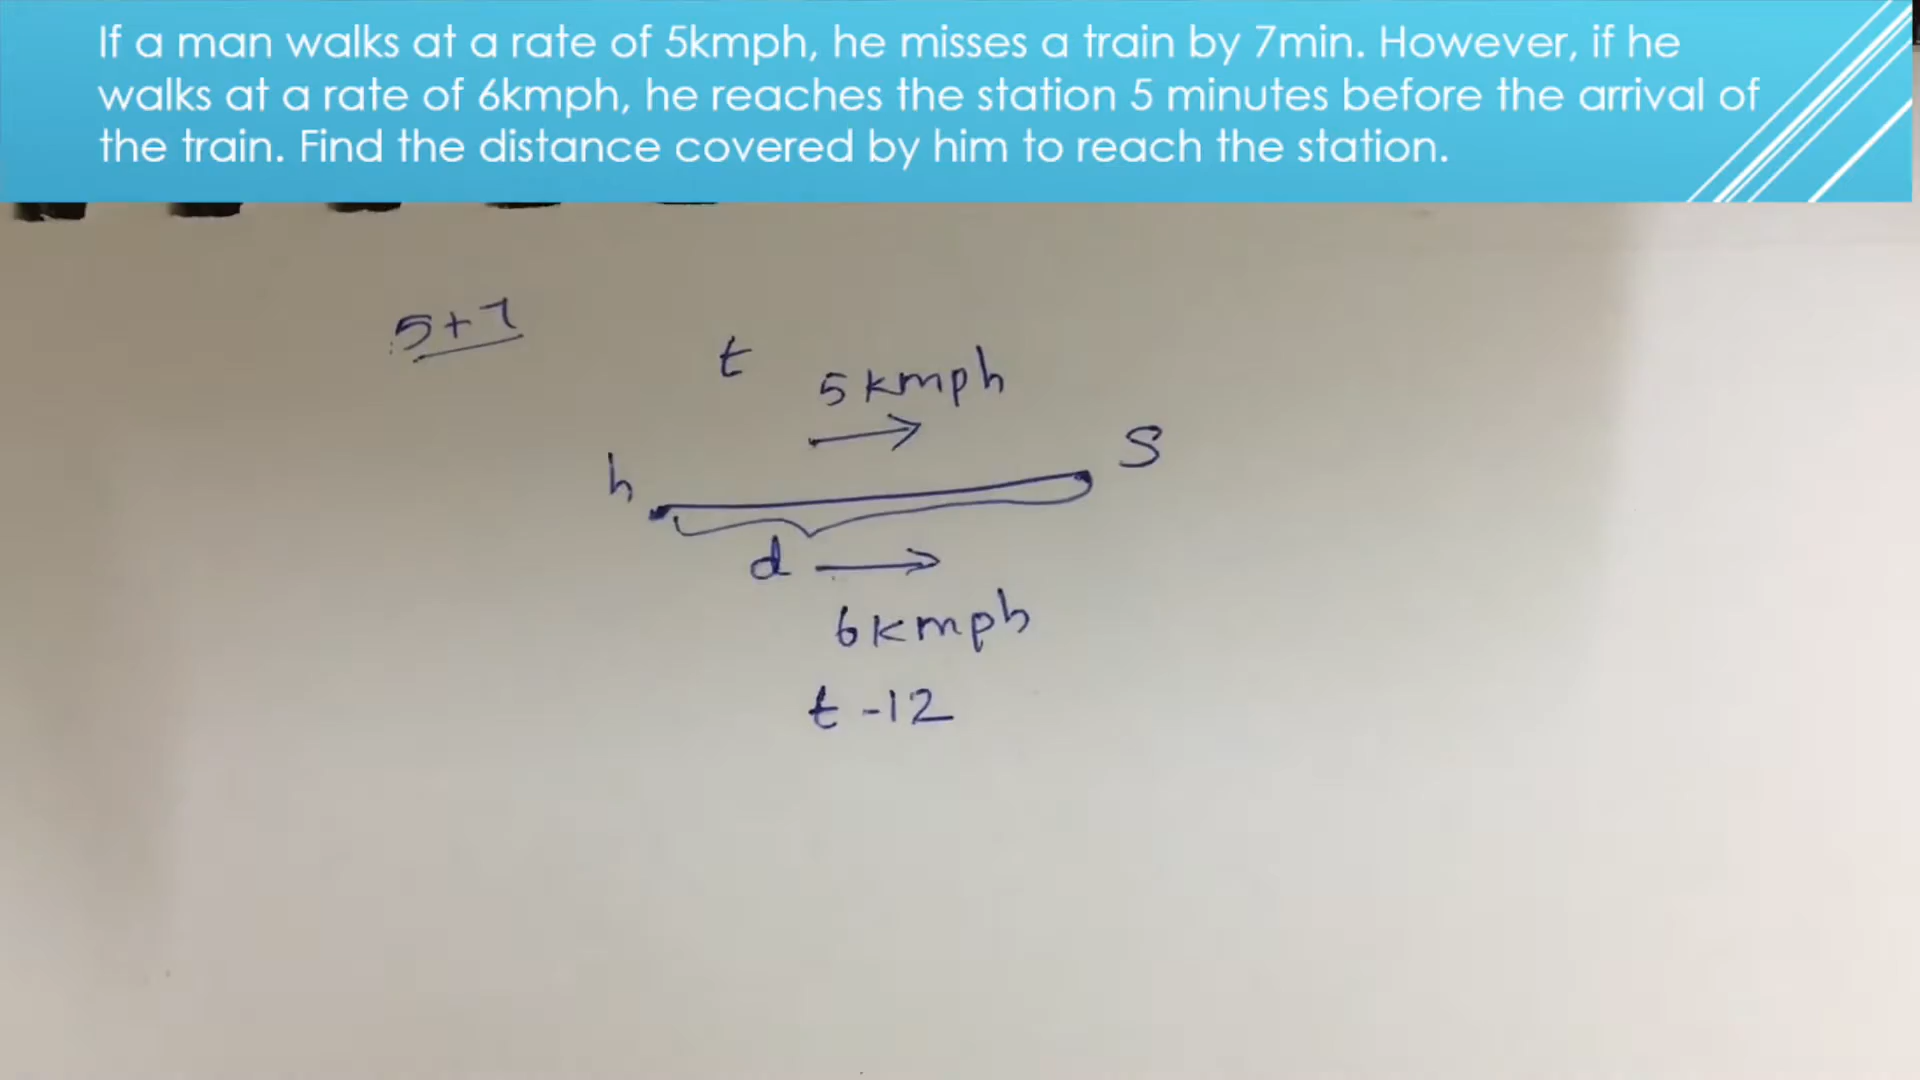 If a man walks at a rate of 5kmph, he misses a train by 7min. However, if he
walks at a rate of 6kmph, he reaches the station 5 minutes before the arrival of
the train. Find the distance covered by him to reach the station.
5+7
t
5kmph
h
S
d
6kmph
t -12